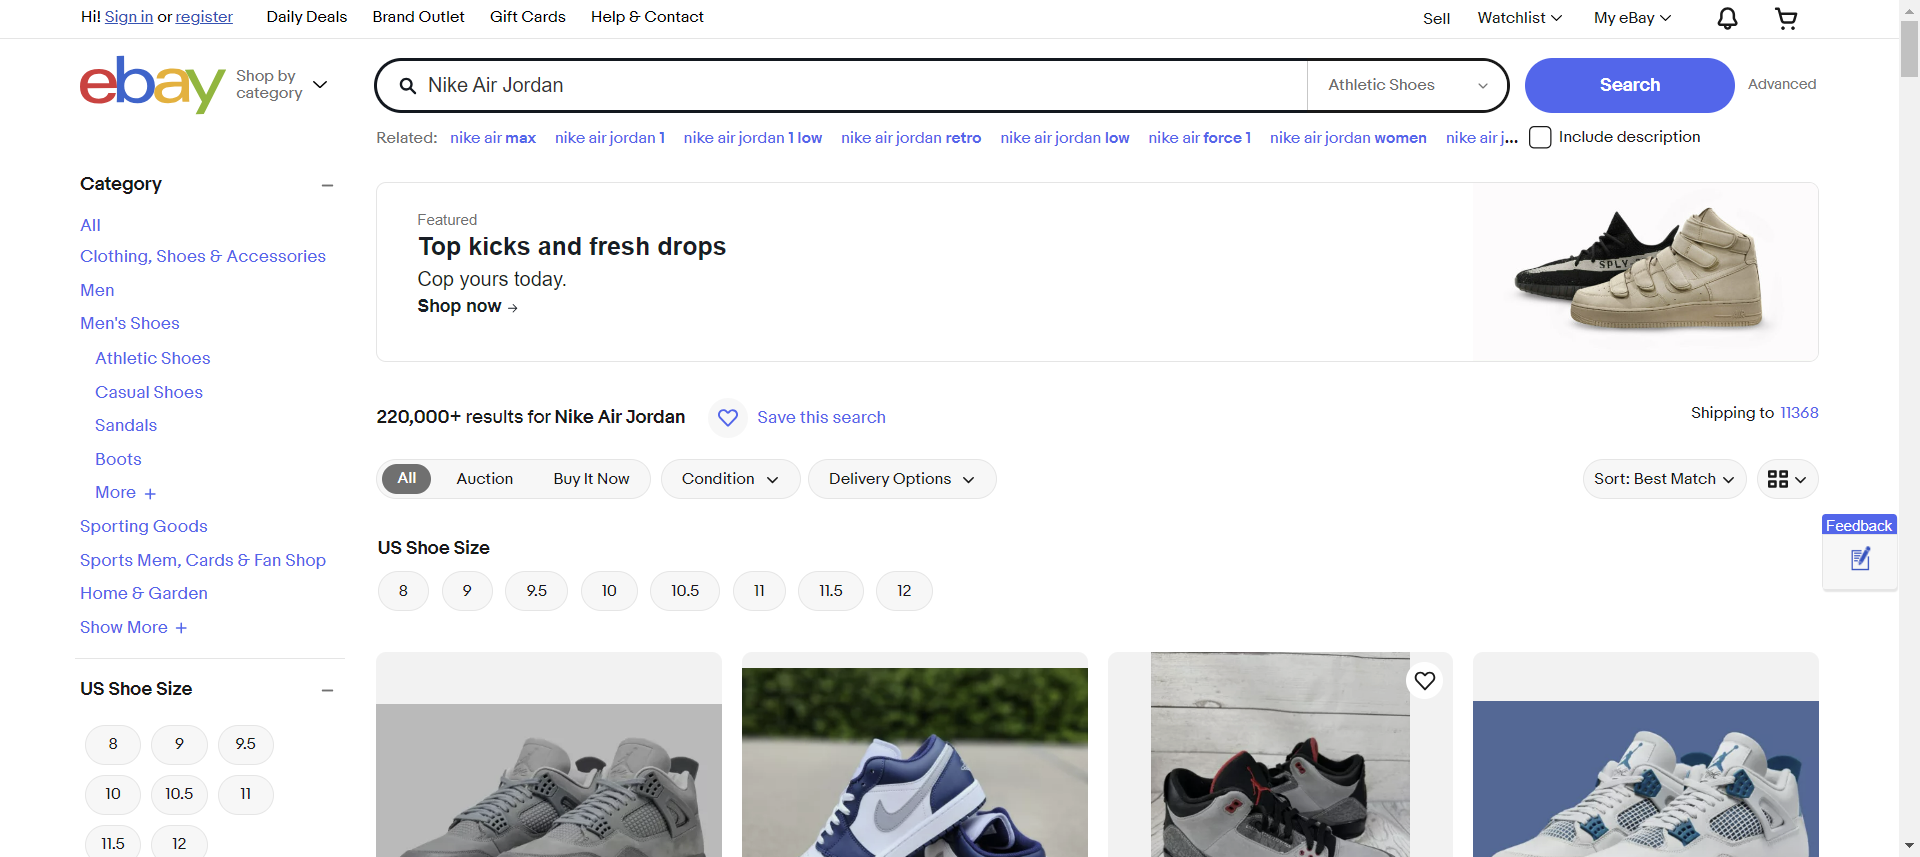 Hi! Sign in or register
Daily Deals
Brand Outlet
Gift Cards
Help & Contact
Sell
Watchlist
My eBay
ebay
Shop by
category
Nike Air Jordan
Athletic Shoes
Search
Advanced
Related: nike air max nike air jordan 1 nike air jordan 1 low nike air jordan retro nike air jordan low nike air force 1 nike air jordan women nike air j...
Include description
Category
All
Clothing, Shoes & Accessories
Men
Men's Shoes
Athletic Shoes
Casual Shoes
Sandals
Boots
More +
Sporting Goods
Sports Mem, Cards & Fan Shop
Home & Garden
Show More +
US Shoe Size
8 9 9.5
10 10.5 11
11.5 12
Featured
Top kicks and fresh drops
Cop yours today.
Shop now →
SPLY
220,000+ results for Nike Air Jordan
Save this search
Shipping to 11368
All
Auction
Buy It Now
Condition
Delivery Options
Sort: Best Match
Feedback
US Shoe Size
8 9 9.5 10 10.5 11 11.5 12